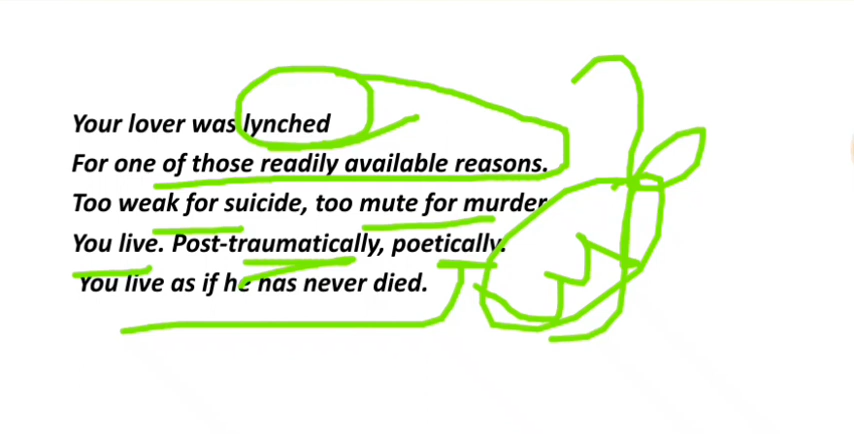 Your lover was lynched
For one of those readily available reasons.
Too weak for suicide, too mute for murder
You live. Post-traumatically, poetically.
You live as if he has never died.